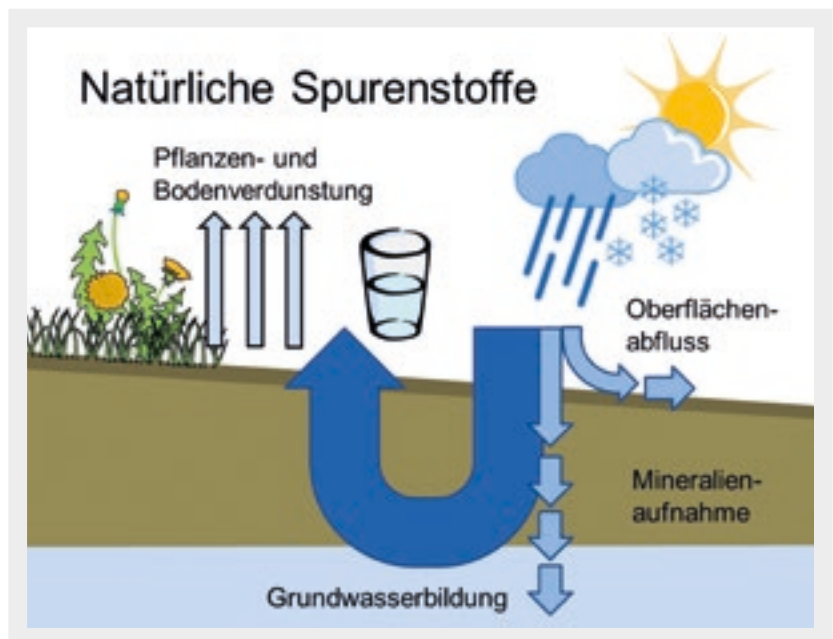 Natürliche Spurenstoffe
Pflanzen- und
Bodenverdunstung
Oberflächen-
abfluss
Mineralien-
aufnahme
Grundwasserbildung